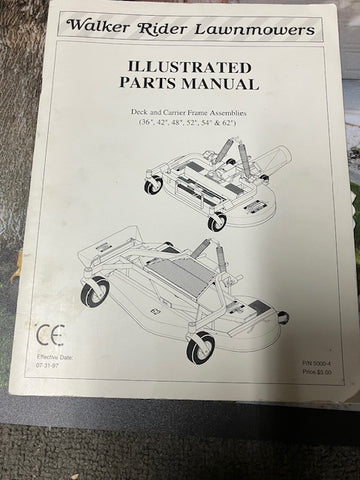 Walker Rider Lawnmowers
ILLUSTRATED
PARTS MANUAL
Deck and Carrier Frame Assemblies
(36", 42", 48", 52", 54" & 62")
CE
Effective Date:
07-31-97
P/N 5000-4
Price $5.00